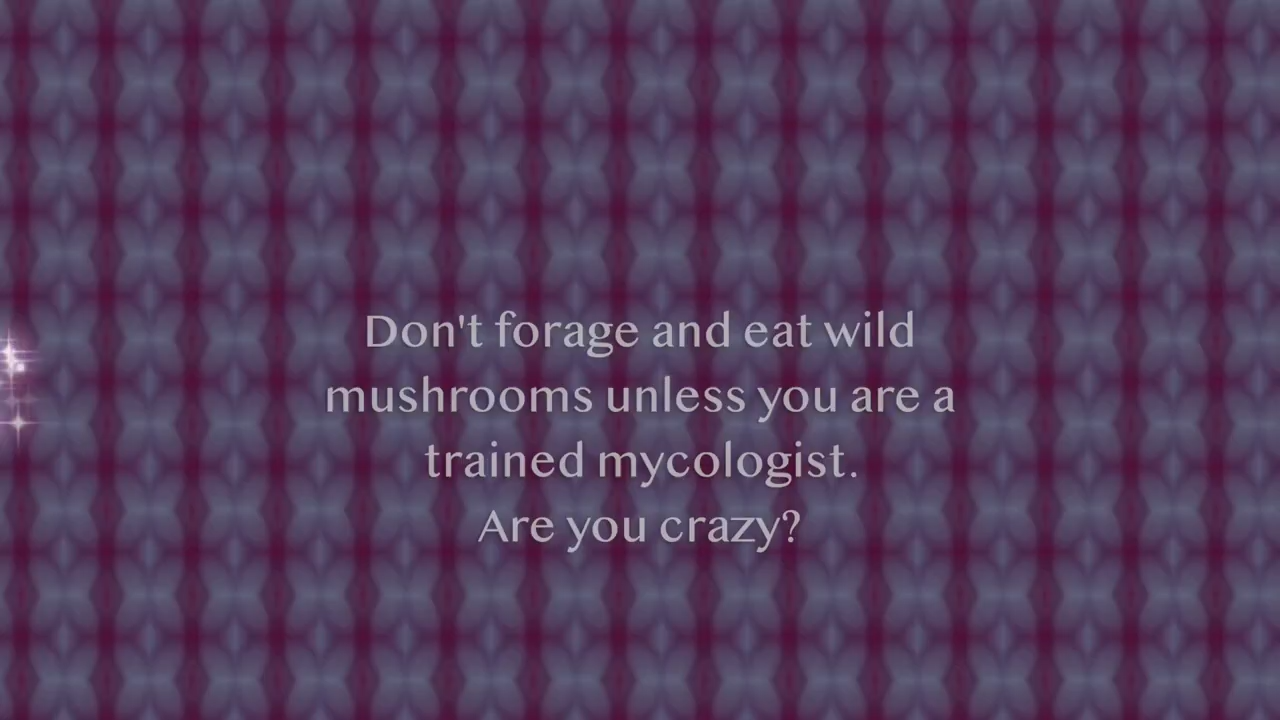 Don't forage and eat wild
mushrooms unless you are a
trained mycologist.
Are you crazy?